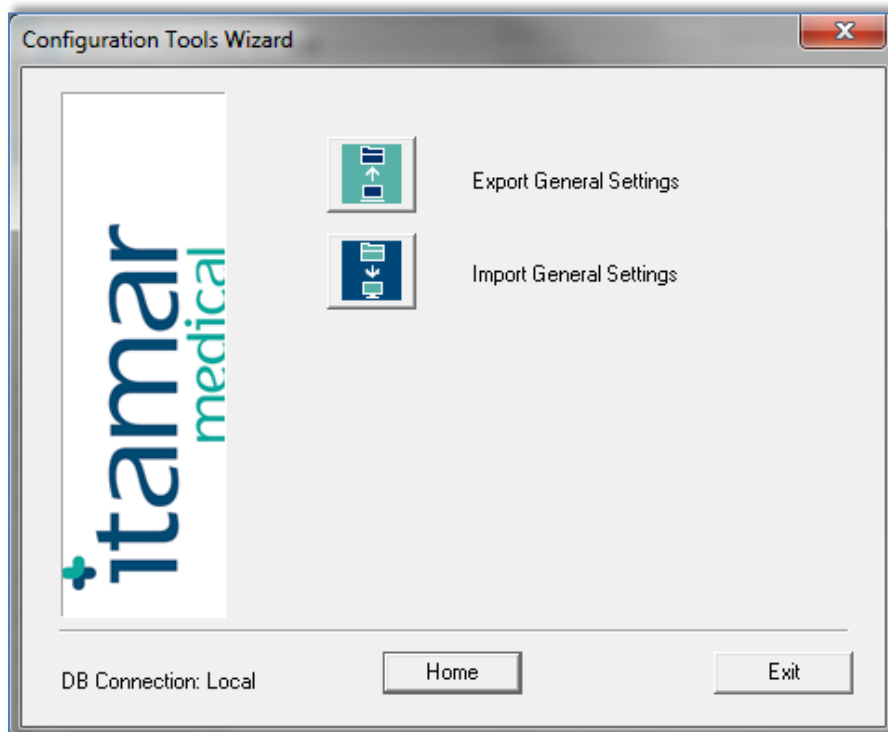 Configuration Tools Wizard
itamar
medical
Export General Settings
Import General Settings
DB Connection: Local
Home
Exit